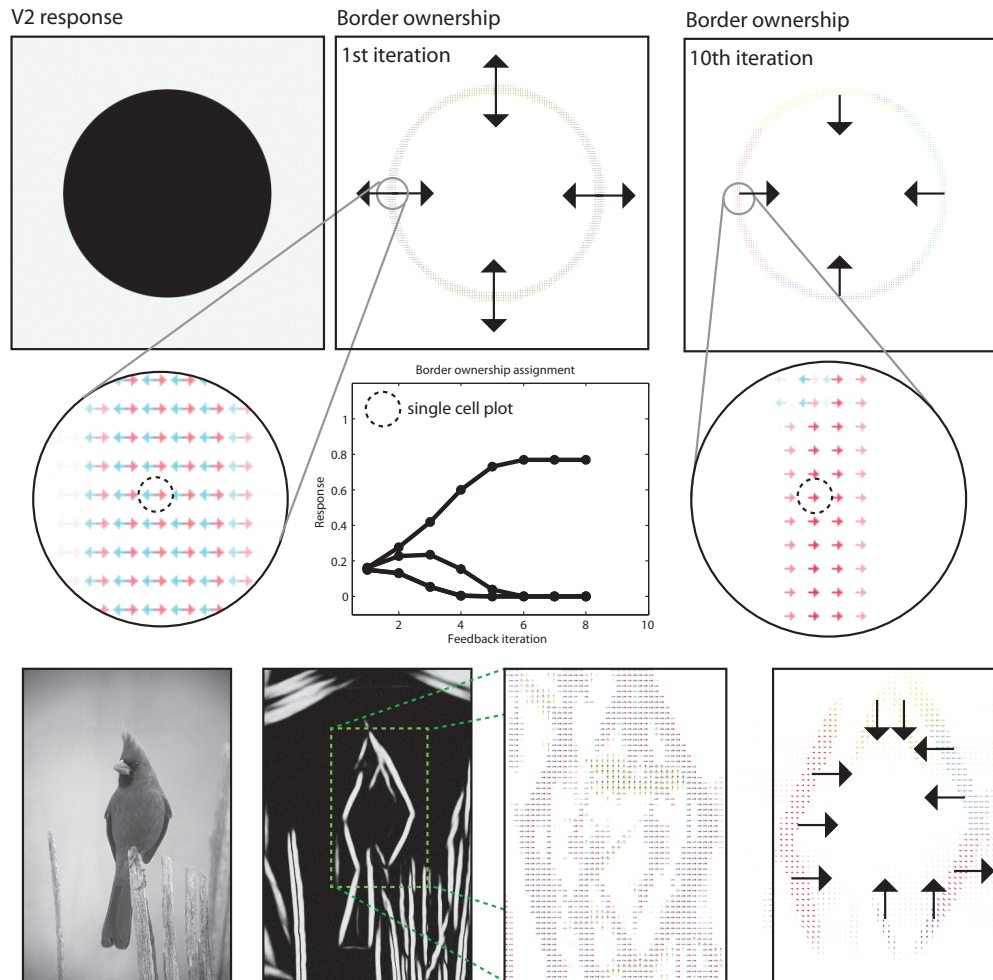 V2 response
Border ownership
Border ownership
1st iteration
10th iteration
Border ownership assignment
single cell plot
1
0.8
0.6
0.4
0.2
0
Response
2
4
6
8
10
Feedback iteration